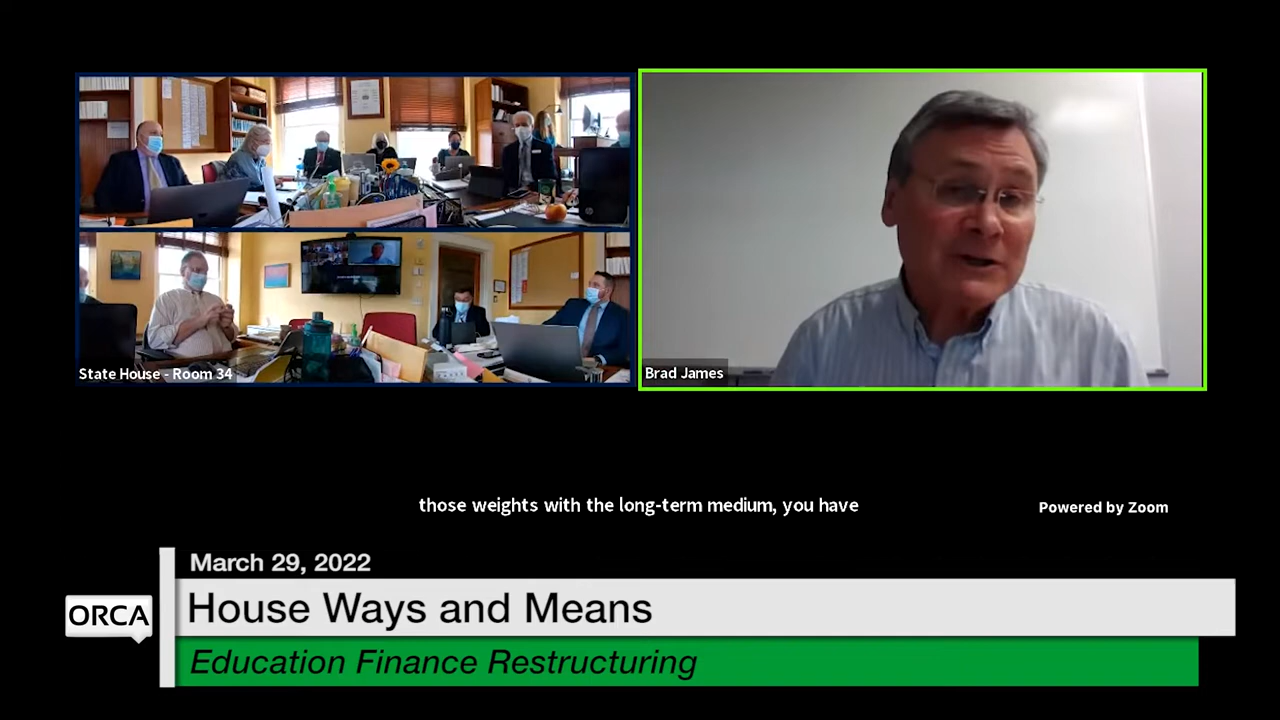 State House - Room 34
Brad James
those weights with the long-term medium, you have
Powered by Zoom
March 29, 2022
ORCA
House Ways and Means
Education Finance Restructuring